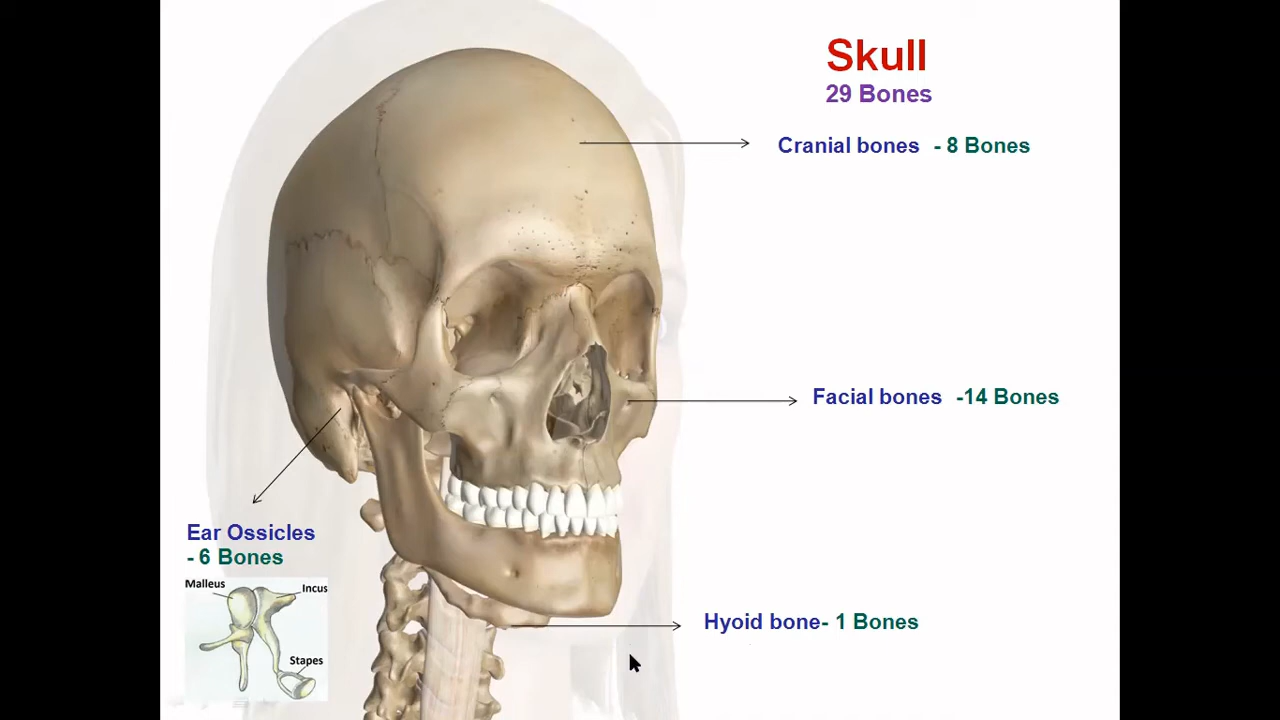 Skull
29 Bones
Cranial bones - 8 Bones
Facial bones -14 Bones
Ear Ossicles
- 6 Bones
Malleus
Incus
Stapes
Hyoid bone- 1 Bones